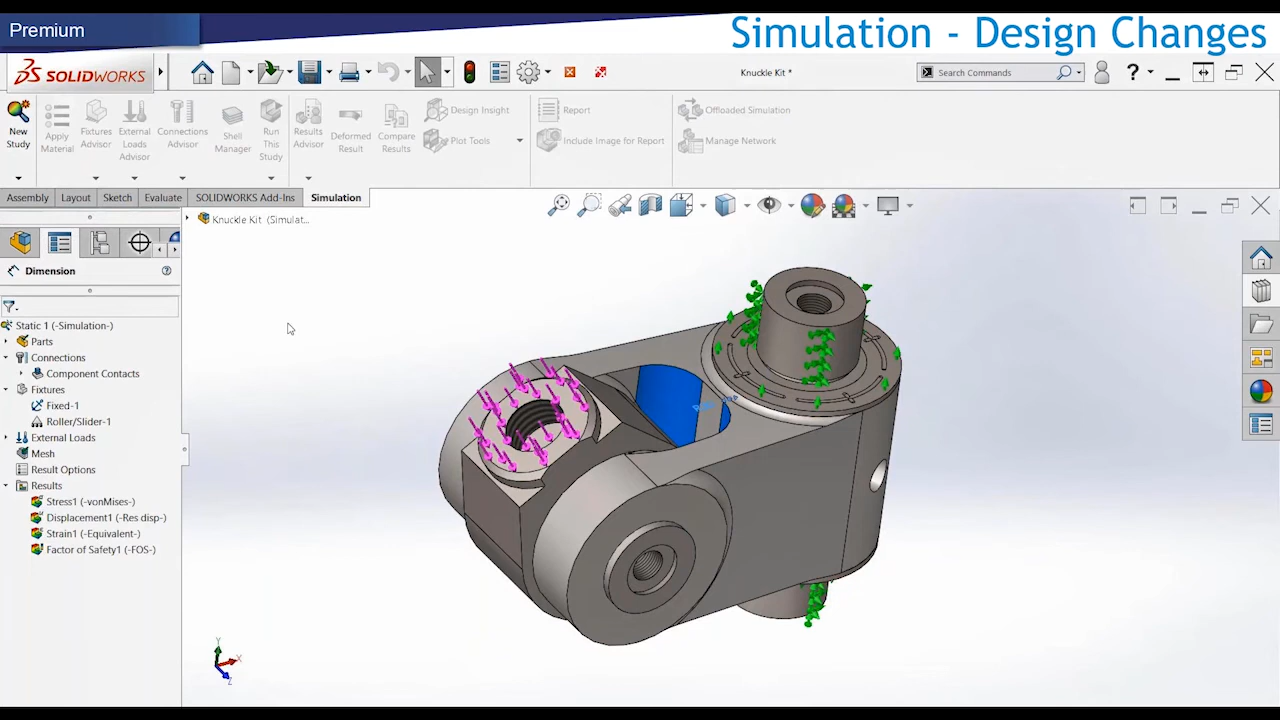 Premium
Simulation - Design Changes
SOLIDWORKS
Knuckle Kit *
Search Commands
?
New Study
Apply Material
Fixtures Advisor
External Loads Advisor
Connections Advisor
Shell Manager
Run This Study
Results Advisor
Deformed Result
Compare Results
Design Insight
Plot Tools
Report
Include Image for Report
Offloaded Simulation
Manage Network
Assembly
Layout
Sketch
Evaluate
SOLIDWORKS Add-Ins
Simulation
Knuckle Kit (Simulat...
Dimension
Static 1 (-Simulation-)
Parts
Connections
Component Contacts
Fixtures
Fixed-1
Roller/Slider-1
External Loads
Mesh
Result Options
Results
Stress1 (-vonMises-)
Displacement1 (-Res disp-)
Strain1 (-Equivalent-)
Factor of Safety1 (-FOS-)
Y
X
Z